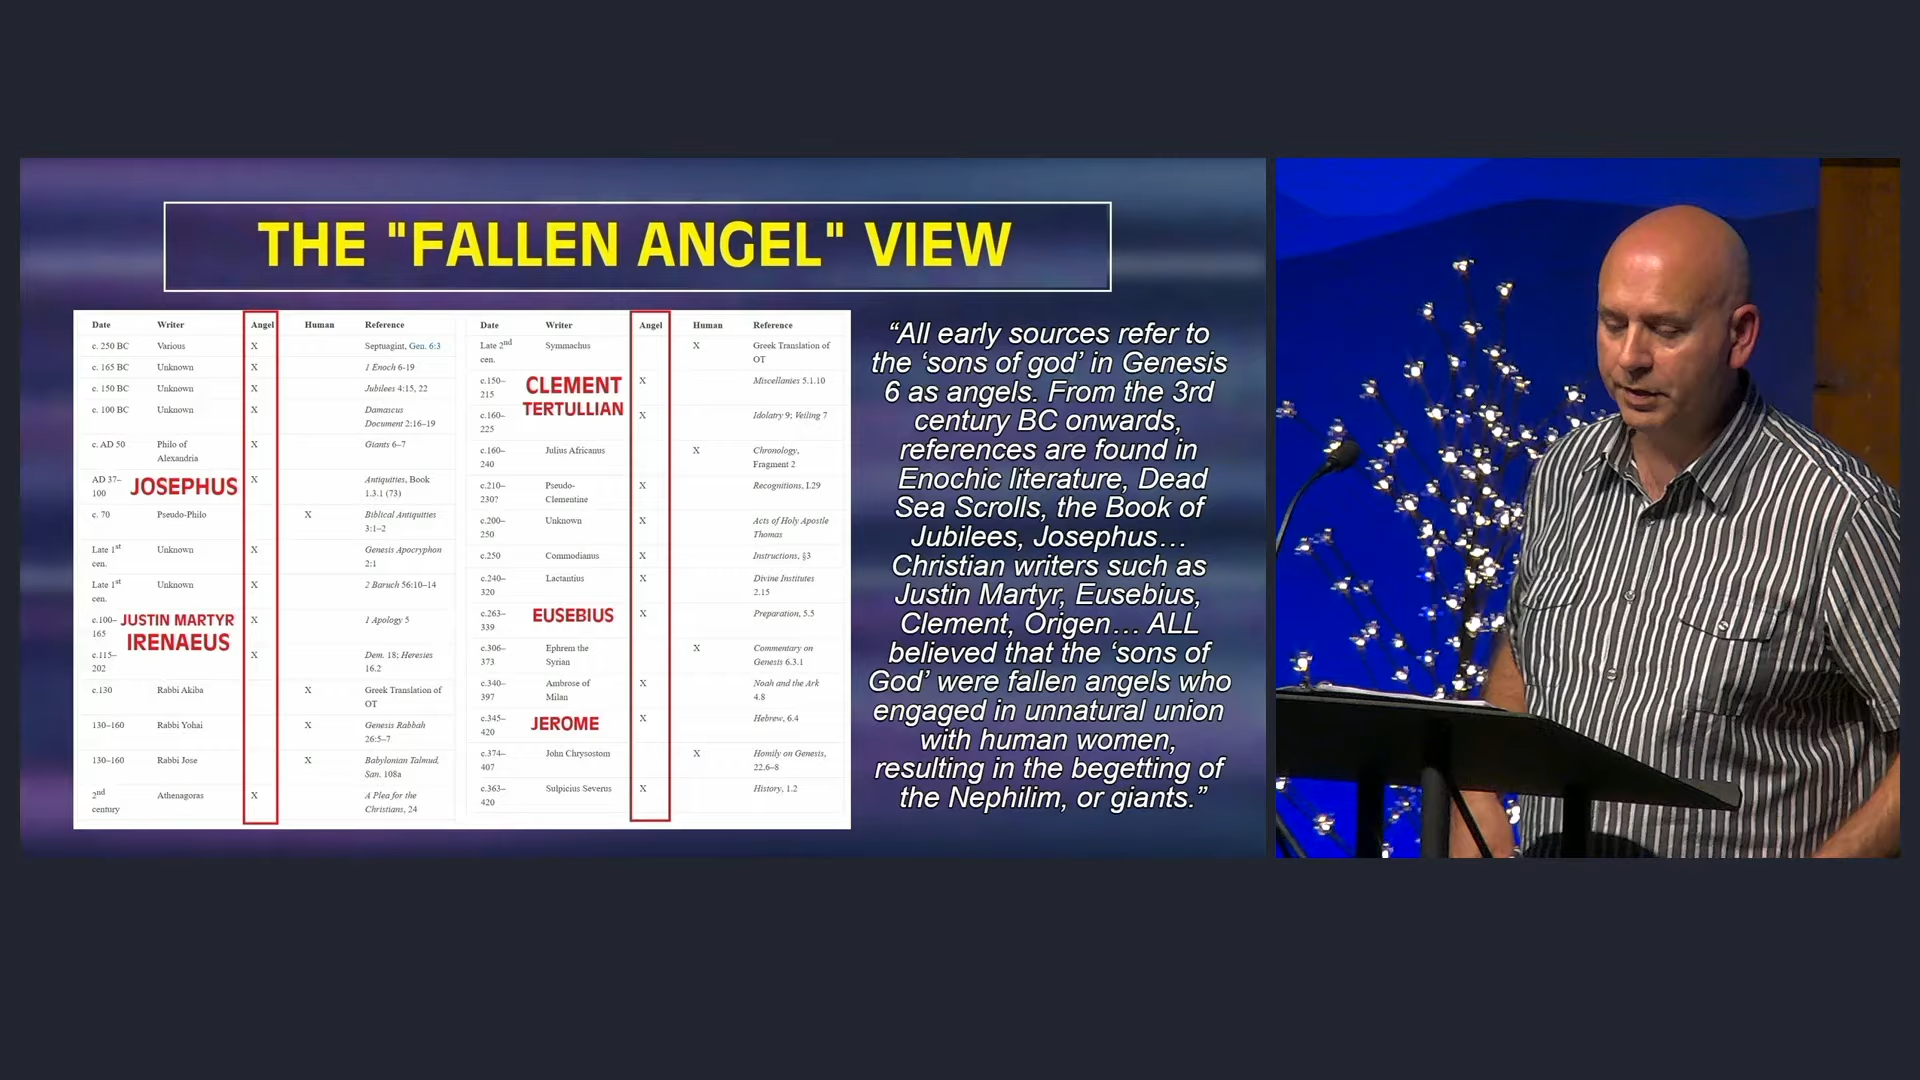 THE "FALLEN ANGEL" VIEW
Date Writer Angel Human Reference
c. 250 BC Various X Septuagint, Gen. 6:3
c. 165 BC Unknown X 1 Enoch 6-19
c. 150 BC Unknown X Jubilees 4:15, 22
c. 100 BC Unknown X Damascus
Document 2:16–19
c. AD 50 Philo of X Giants 6–7
Alexandria
AD 37– JOSEPHUS X Antiquities, Book
100 1.3.1 (73)
c. 70 Pseudo-Philo X Biblical Antiquities
3:1–2
Late 1st Unknown X Genesis Apocryphon
cen. 2:1
Late 1st Unknown X 2 Baruch 56:10–14
cen.
c.100– JUSTIN MARTYR X 1 Apology 5
165
IRENAEUS
c.115– X Dem. 18; Heresies
202 16.2
c.130 Rabbi Akiba X Greek Translation of
OT
130–160 Rabbi Yohai X Genesis Rabbah
26:5–7
130–160 Rabbi Jose X Babylonian Talmud,
San. 108a
2nd Athenagoras X A Plea for the
century Christians, 24
Date Writer Angel Human Reference
Late 2nd Symmachus X Greek Translation of
cen. OT
c.150– CLEMENT X Miscellanies 5.1.10
215
TERTULLIAN
c.160– X Idolatry 9; Veiling 7
225
c.160– Julius Africanus X Chronology,
240 Fragment 2
c.210– Pseudo- X Recognitions, 1.29
230? Clementine
c.200– Unknown X Acts of Holy Apostle
250 Thomas
c.250 Commodianus X Instructions, §3
c.240– Lactantius X Divine Institutes
320 2.15
c.263– EUSEBIUS X Preparation, 5.5
339
c.306– Ephrem the X Commentary on
373 Syrian Genesis 6.3.1
c.340– Ambrose of X Noah and the Ark
397 Milan 4.8
c.345– JEROME X Hebrew, 6.4
420
c.374– John Chrysostom X Homily on Genesis,
407 22.6–8
c.363– Sulpicius Severus X History, 1.2
420
“All early sources refer to
the ‘sons of god’ in Genesis
6 as angels. From the 3rd
century BC onwards,
references are found in
Enochic literature, Dead
Sea Scrolls, the Book of
Jubilees, Josephus…
Christian writers such as
Justin Martyr, Eusebius,
Clement, Origen… ALL
believed that the ‘sons of
God’ were fallen angels who
engaged in unnatural union
with human women,
resulting in the begetting of
the Nephilim, or giants.”